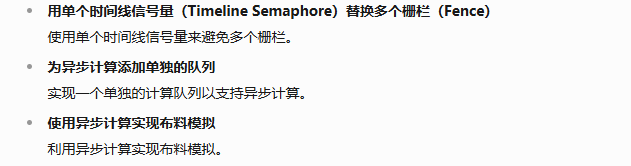 用单个时间线信号量（Timeline Semaphore）替换多个栅栏（Fence）
使用单个时间线信号量来避免多个栅栏。
为异步计算添加单独的队列
实现一个单独的计算队列以支持异步计算。
使用异步计算实现布料模拟
利用异步计算实现布料模拟。